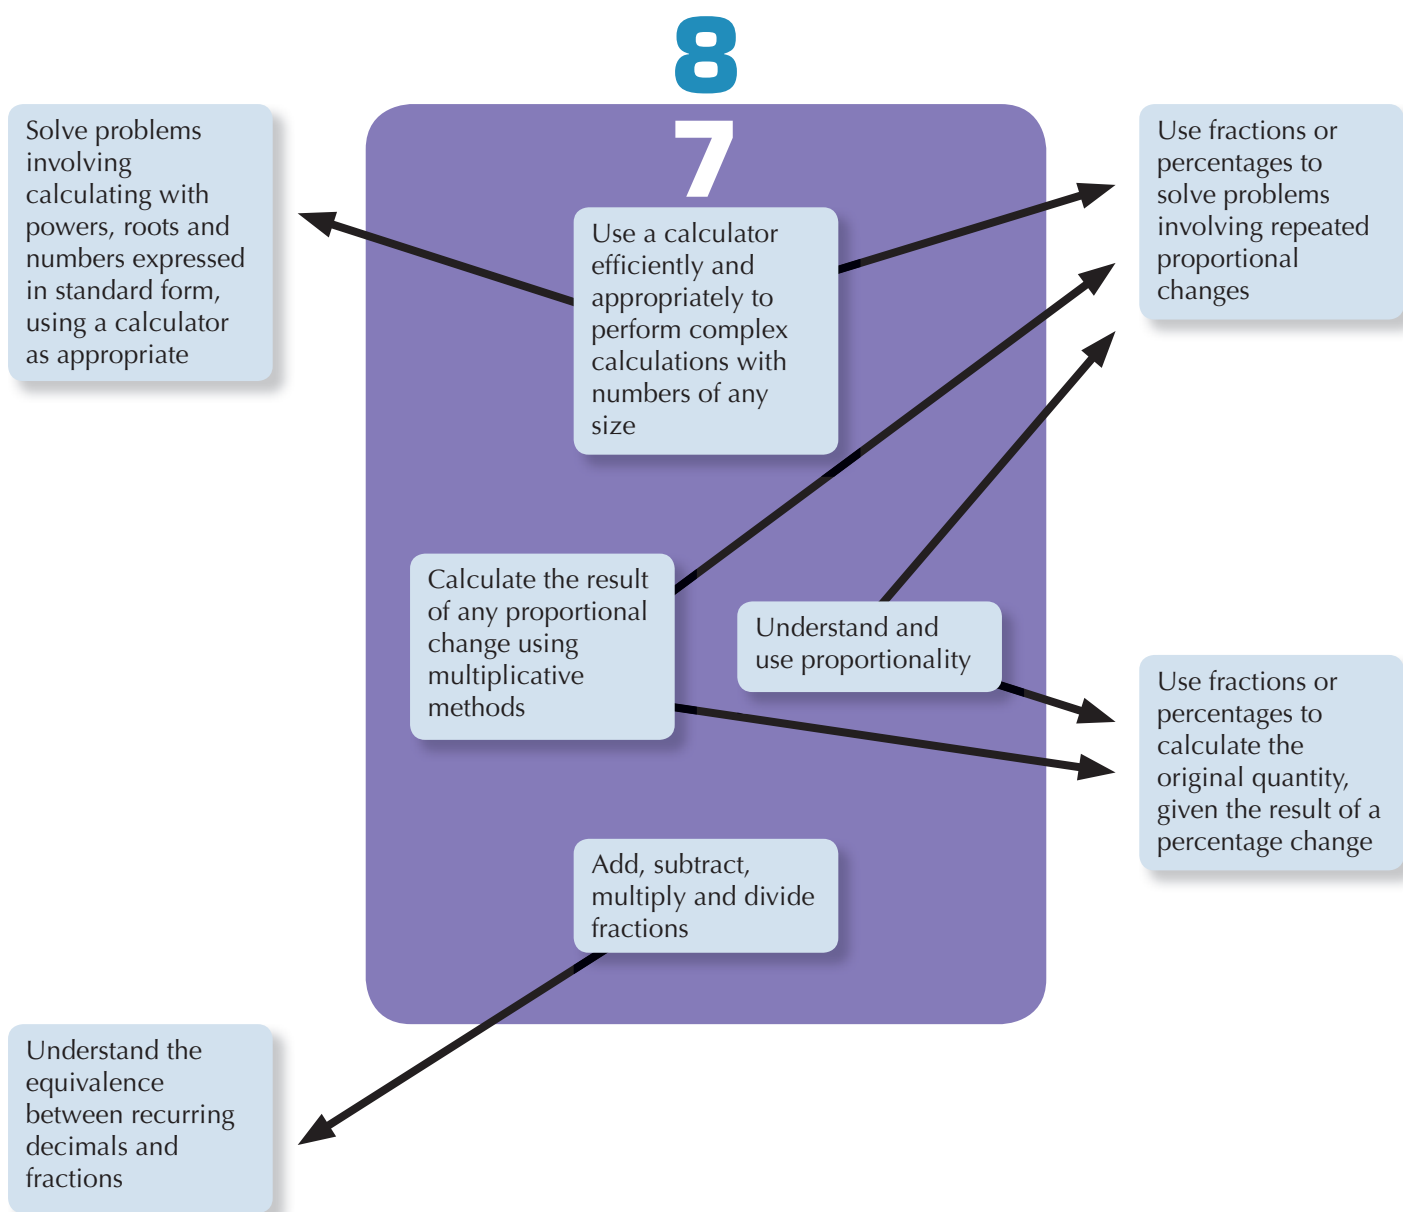 8
7
Solve problems
involving
calculating with
powers, roots and
numbers expressed
in standard form,
using a calculator
as appropriate
Use a calculator
efficiently and
appropriately to
perform complex
calculations with
numbers of any
size
Use fractions or
percentages to
solve problems
involving repeated
proportional
changes
Calculate the result
of any proportional
change using
multiplicative
methods
Understand and
use proportionality
Use fractions or
percentages to
calculate the
original quantity,
given the result of a
percentage change
Add, subtract,
multiply and divide
fractions
Understand the
equivalence
between recurring
decimals and
fractions